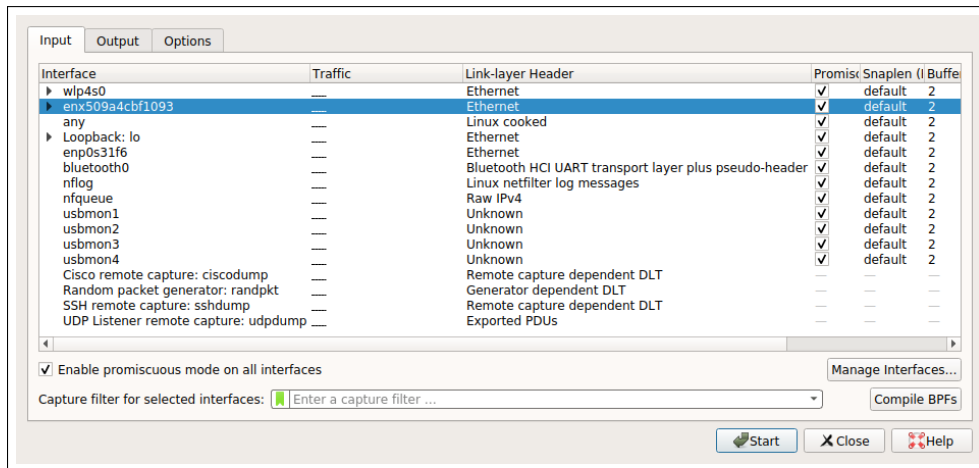 Input Output Options
Interface Traffic Link-layer Header Promisc Snaplen (I Buffe
wlp4s0 Ethernet default 2
enx509a4cbf1093 Ethernet default 2
any Linux cooked default 2
Loopback: lo Ethernet default 2
enp0s31f6 Ethernet default 2
bluetooth0 Bluetooth HCI UART transport layer plus pseudo-header default 2
nflog Linux netfilter log messages default 2
nfqueue Raw IPv4 default 2
usbmon1 Unknown default 2
usbmon2 Unknown default 2
usbmon3 Unknown default 2
usbmon4 Unknown default 2
Cisco remote capture: ciscodump Remote capture dependent DLT — — —
Random packet generator: randpkt Generator dependent DLT — — —
SSH remote capture: sshdump Remote capture dependent DLT — — —
UDP Listener remote capture: udpdump Exported PDUs — — —
Enable promiscuous mode on all interfaces Manage Interfaces...
Capture filter for selected interfaces: Enter a capture filter ... Compile BPFs
Start Close Help